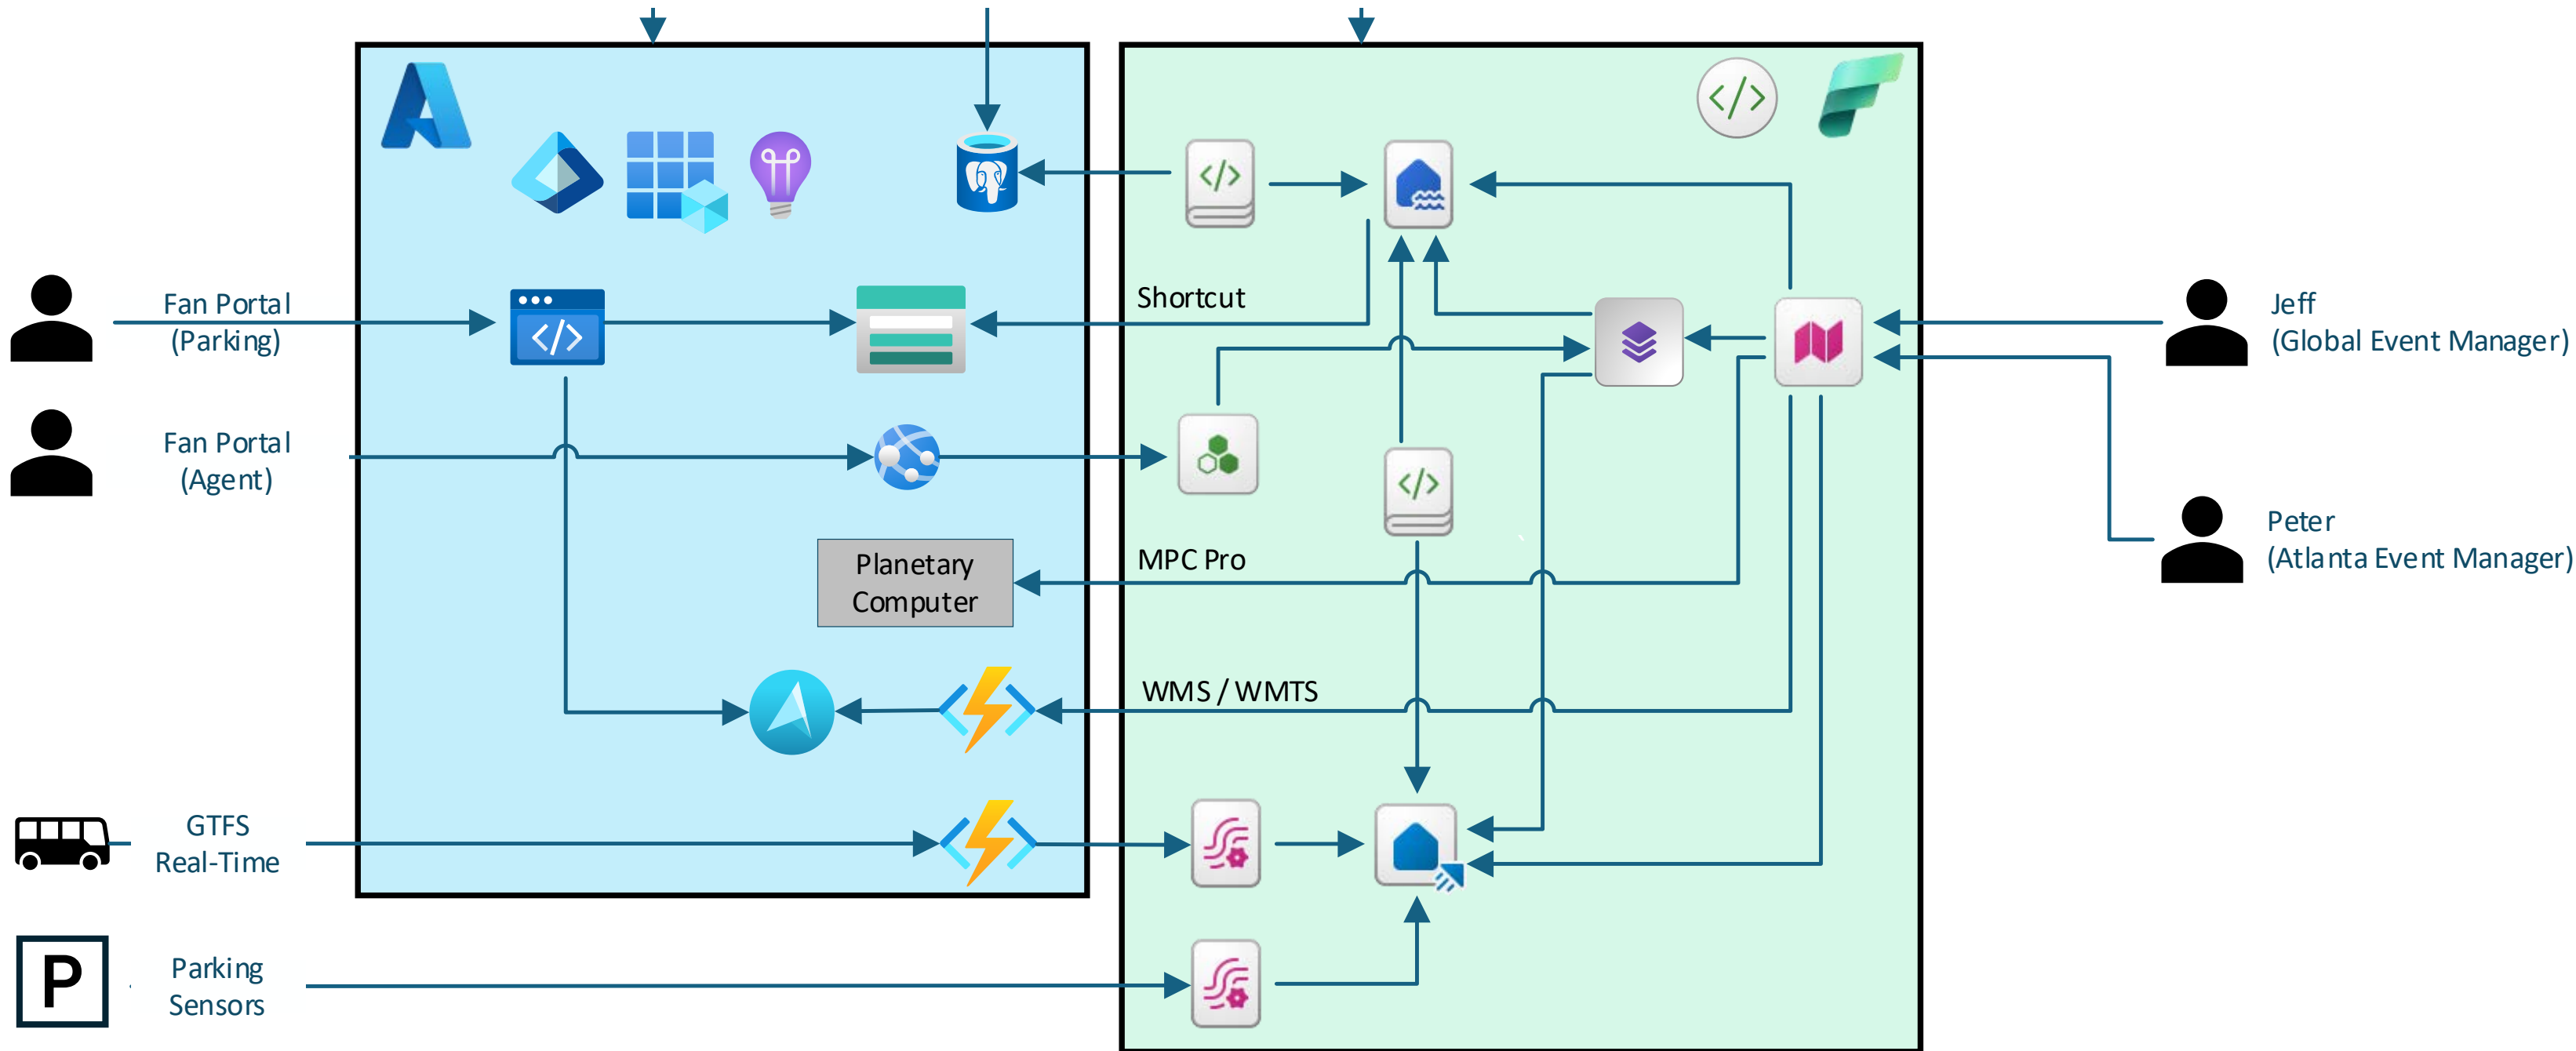 Fan Portal
(Parking)
Shortcut
Jeff
(Global Event Manager)
Fan Portal
(Agent)
Planetary
Computer
MPC Pro
Peter
(Atlanta Event Manager)
WMS / WMTS
GTFS
Real-Time
P
Parking
Sensors